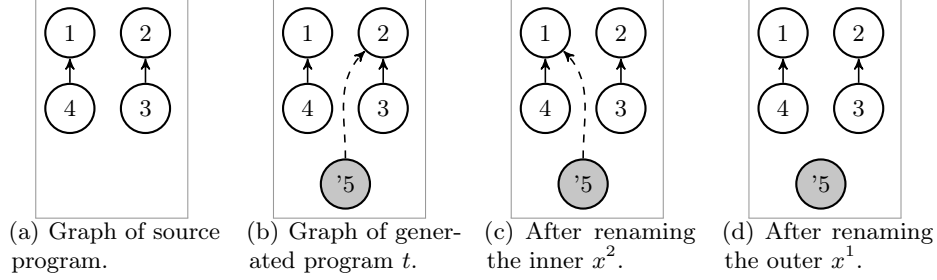 1 2 1 2 1 2 1 2
4 3 4 3 4 3 4 3
'5 '5 '5
(a) Graph of source
program.
(b) Graph of gener-
ated program t.
(c) After renaming
the inner x².
(d) After renaming
the outer x¹.